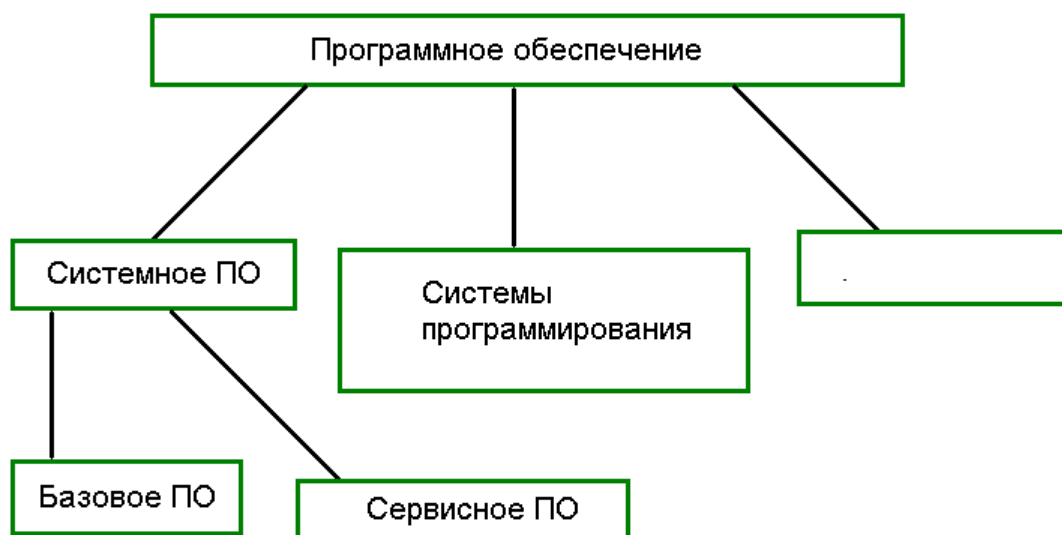 Программное обеспечение
Системное ПО
Системы
программирования
Базовое ПО
Сервисное ПО